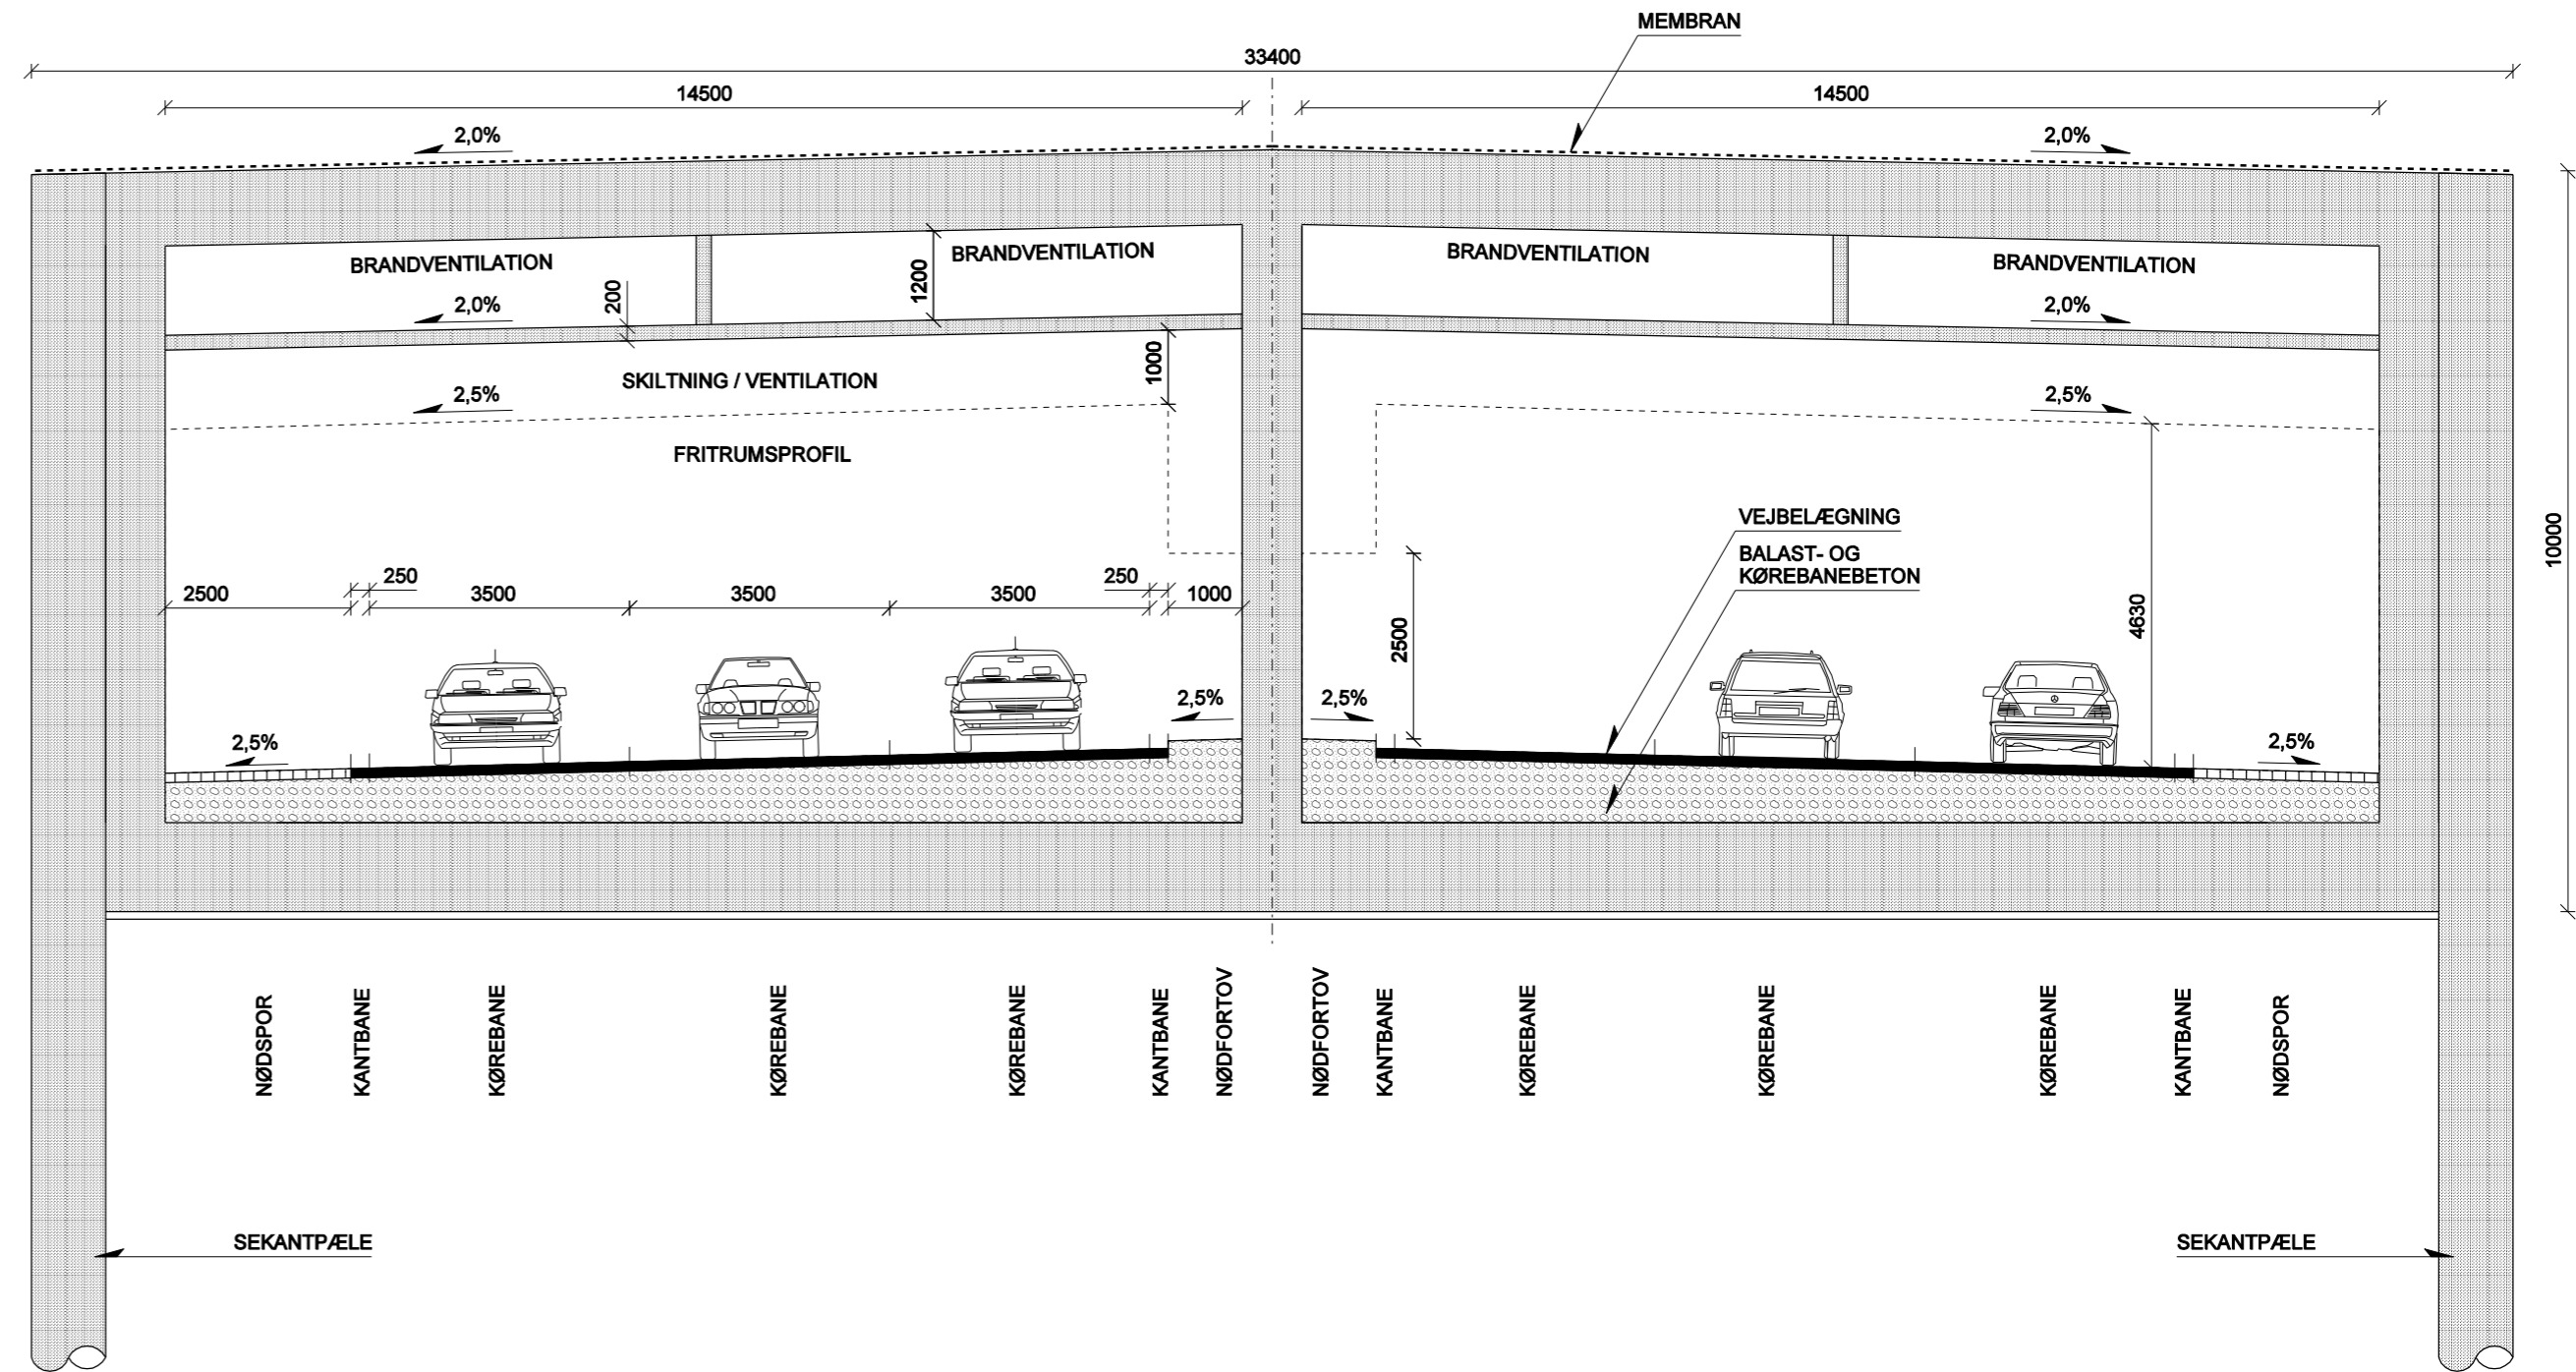 MEMBRAN
33400
14500
14500
2,0%
2,0%
BRANDVENTILATION
BRANDVENTILATION
BRANDVENTILATION
BRANDVENTILATION
1200
200
2,0%
2,0%
1000
SKILTNING / VENTILATION
2,5%
2,5%
FRITRUMSPROFIL
VEJBELÆGNING
BALAST- OG
KØREBANEBETON
10000
250
250
2500
3500
3500
3500
1000
2500
4630
2,5%
2,5%
2,5%
2,5%
NØDSPOR
KANTBANE
KØREBANE
KØREBANE
KØREBANE
KANTBANE
NØDFORTOV
NØDFORTOV
KANTBANE
KØREBANE
KØREBANE
KØREBANE
KANTBANE
NØDSPOR
SEKANTPÆLE
SEKANTPÆLE